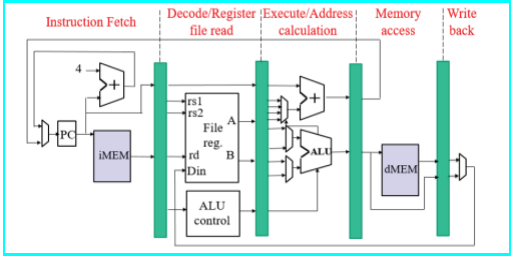 Instruction Fetch
Decode/Register
file read
Execute/Address
calculation
Memory
access
Write
back
4
+
PC
iMEM
rs1
rs2
File
reg.
A
B
rd
Din
ALU
control
+
ALU
dMEM